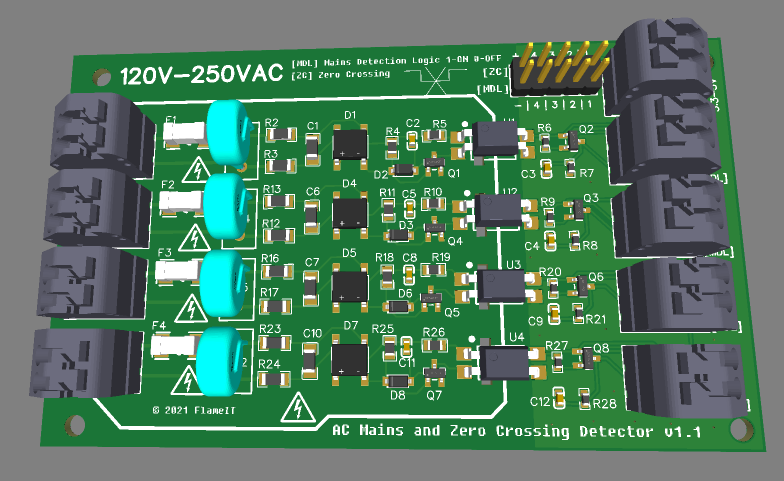 120V-250VAC
[MDL] Mains Detection Logic 1-ON 0-OFF
[ZC] Zero Crossing
[ZC]
[MDL]
+ 4 3 2 1
- 4 3 2 1
F1
R2
R3
C1
D1
R4
C2
R5
D2
Q1
R6
Q2
C3
R7
F2
R13
R12
C6
D4
R11
C5
R10
D3
Q4
U2
R9
Q3
C4
R8
F3
R16
R17
C7
D5
R18
C8
R19
D6
Q5
U3
R20
Q6
C9
R21
F4
R23
R24
C10
D7
R25
C11
R26
D8
Q7
U4
R27
Q8
C12
R28
© 2021 FlameIT
AC Mains and Zero Crossing Detector v1.1